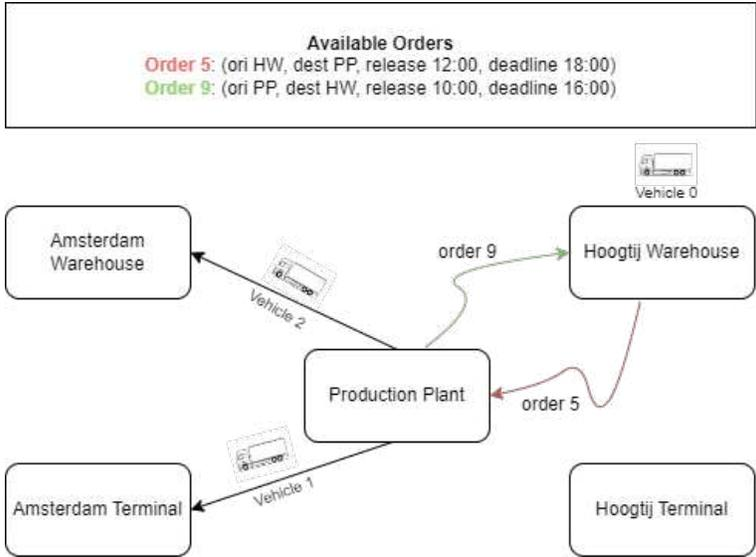 Available Orders
Order 5: (ori HW, dest PP, release 12:00, deadline 18:00)
Order 9: (ori PP, dest HW, release 10:00, deadline 16:00)
Vehicle 0
Amsterdam
Warehouse
Vehicle 2
order 9
Hoogtij Warehouse
Production Plant
order 5
Vehicle 1
Amsterdam Terminal
Hoogtij Terminal